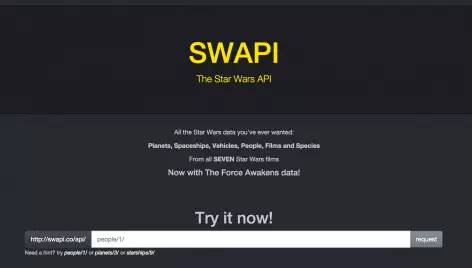 SWAPI
The Star Wars API
All the Star Wars data you've ever wanted:
Planets, Spaceships, Vehicles, People, Films and Species
From all SEVEN Star Wars films
Now with The Force Awakens data!
Try it now!
http://swapi.co/api/ people/1/ request
Need a hint? try people/1/ or planets/3/ or starships/9/